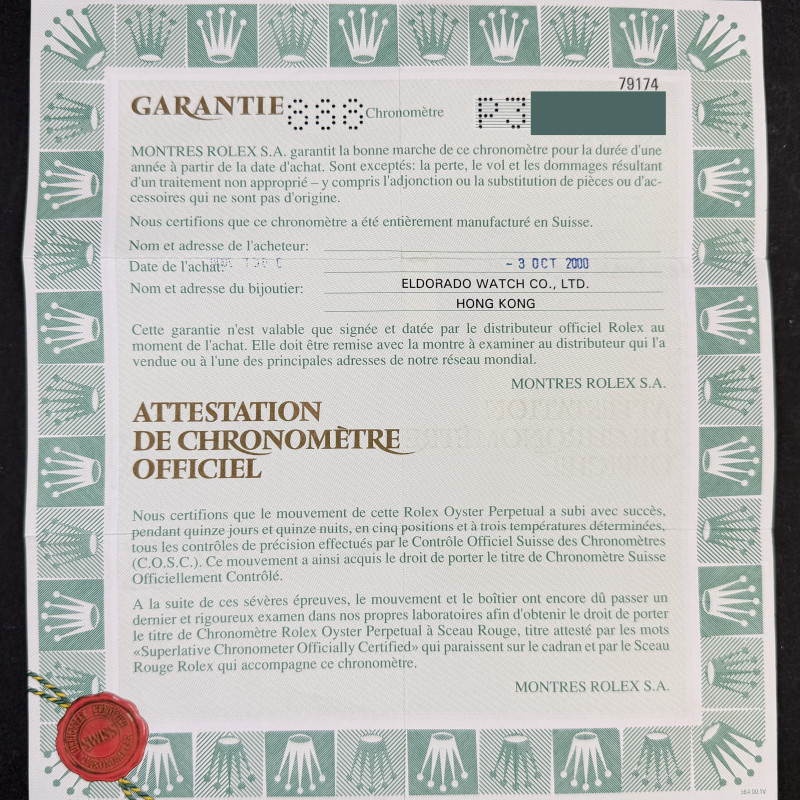 79174
GARANTIE 888 Chronomètre P3
MONTRES ROLEX S.A. garantit la bonne marche de ce chronomètre pour la durée d'une
année à partir de la date d'achat. Sont exceptés: la perte, le vol et les dommages résultant
d'un traitement non approprié – y compris l'adjonction ou la substitution de pièces ou d'ac-
cessoires qui ne sont pas d'origine.
Nous certifions que ce chronomètre a été entièrement manufacturé en Suisse.
Nom et adresse de l'acheteur:
Date de l'achat: - 3 OCT 2000
Nom et adresse du bijoutier: ELDORADO WATCH CO., LTD.
HONG KONG
Cette garantie n'est valable que signée et datée par le distributeur officiel Rolex au
moment de l'achat. Elle doit être remise avec la montre à examiner au distributeur qui l'a
vendue ou à l'une des principales adresses de notre réseau mondial.
MONTRES ROLEX S.A.
ATTESTATION
DE CHRONOMÈTRE
OFFICIEL
Nous certifions que le mouvement de cette Rolex Oyster Perpetual a subi avec succès,
pendant quinze jours et quinze nuits, en cinq positions et à trois températures déterminées,
tous les contrôles de précision effectués par le Contrôle Officiel Suisse des Chronomètres
(C.O.S.C.). Ce mouvement a ainsi acquis le droit de porter le titre de Chronomètre Suisse
Officiellement Contrôlé.
A la suite de ces sévères épreuves, le mouvement et le boîtier ont encore dû passer un
dernier et rigoureux examen dans nos propres laboratoires afin d'obtenir le droit de porter
le titre de Chronomètre Rolex Oyster Perpetual à Sceau Rouge, titre attesté par les mots
«Superlative Chronometer Officially Certified» qui paraissent sur le cadran et par le Sceau
Rouge Rolex qui accompagne ce chronomètre.
MONTRES ROLEX S.A.
SWISS